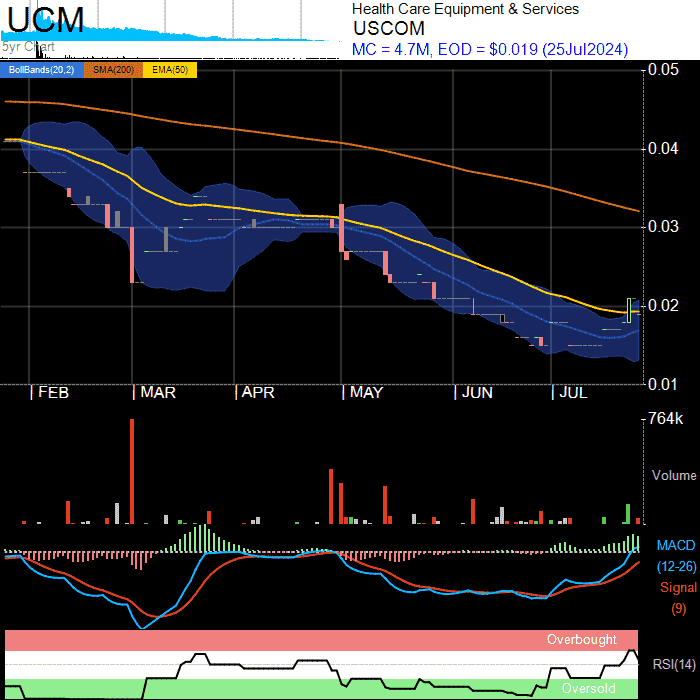 UCM
5yr Chart
Health Care Equipment & Services
USCOM
MC = 4.7M, EOD = $0.019 (25Jul2024)
BollBands(20,2) SMA(200) EMA(50)
0.05
0.04
0.03
0.02
0.01
FEB MAR APR MAY JUN JUL
764k
Volume
MACD
(12-26)
Signal
(9)
Overbought
RSI(14)
Oversold